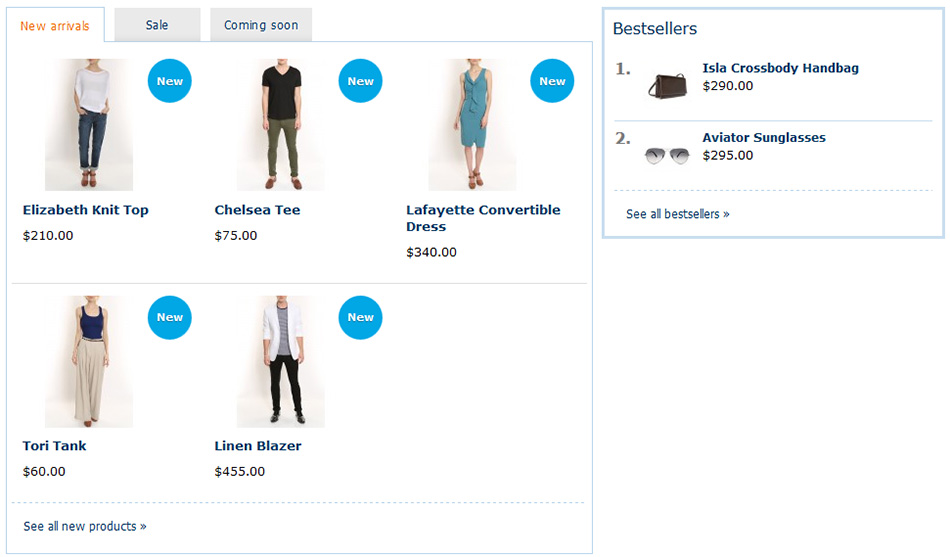 New arrivals
Sale
Coming soon
New
New
New
Elizabeth Knit Top
$210.00
Chelsea Tee
$75.00
Lafayette Convertible
Dress
$340.00
New
New
Tori Tank
$60.00
Linen Blazer
$455.00
See all new products »
Bestsellers
1.
Isla Crossbody Handbag
$290.00
2.
Aviator Sunglasses
$295.00
See all bestsellers »